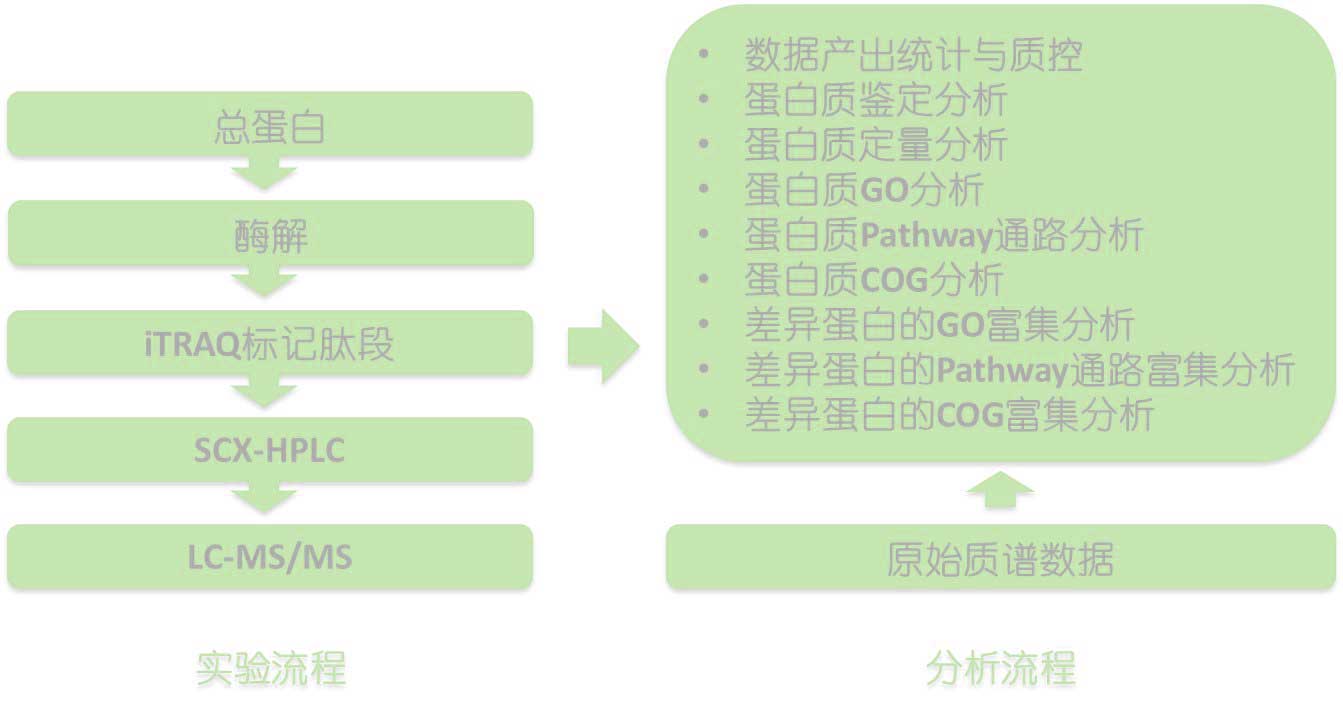 总蛋白
酶解
iTRAQ标记肽段
SCX-HPLC
LC-MS/MS
实验流程
• 数据产出统计与质控
• 蛋白质鉴定分析
• 蛋白质定量分析
• 蛋白质GO分析
• 蛋白质Pathway通路分析
• 蛋白质COG分析
• 差异蛋白的GO富集分析
• 差异蛋白的Pathway通路富集分析
• 差异蛋白的COG富集分析
原始质谱数据
分析流程